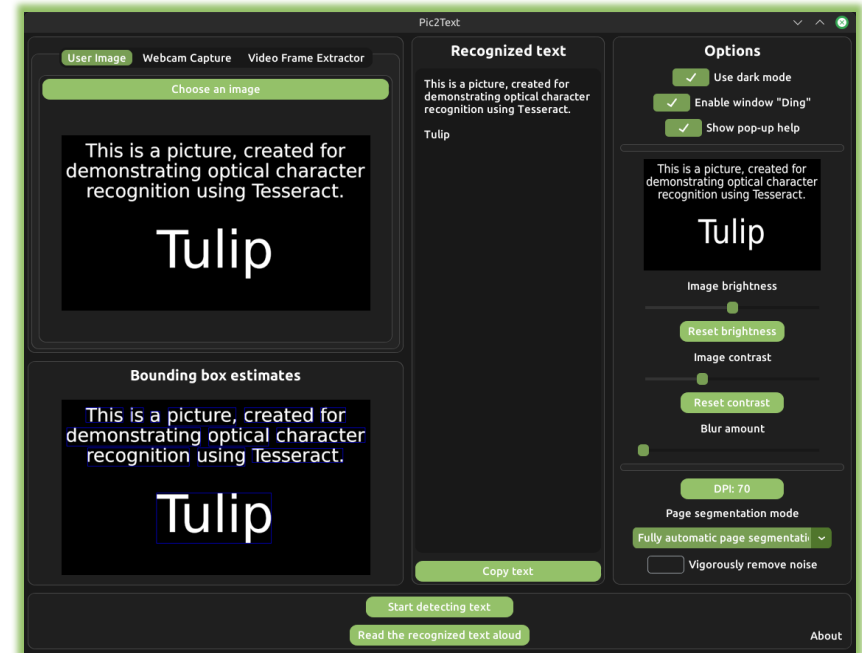 Pic2Text
User Image Webcam Capture Video Frame Extractor
Choose an image
This is a picture, created for
demonstrating optical character
recognition using Tesseract.
Tulip
Bounding box estimates
This is a picture, created for
demonstrating optical character
recognition using Tesseract.
Tulip
Recognized text
This is a picture, created for
demonstrating optical character
recognition using Tesseract.
Tulip
Copy text
Options
Use dark mode
Enable window "Ding"
Show pop-up help
This is a picture, created for
demonstrating optical character
recognition using Tesseract.
Tulip
Image brightness
Reset brightness
Image contrast
Reset contrast
Blur amount
DPI: 70
Page segmentation mode
Fully automatic page segmentati
Vigorously remove noise
Start detecting text
Read the recognized text aloud
About